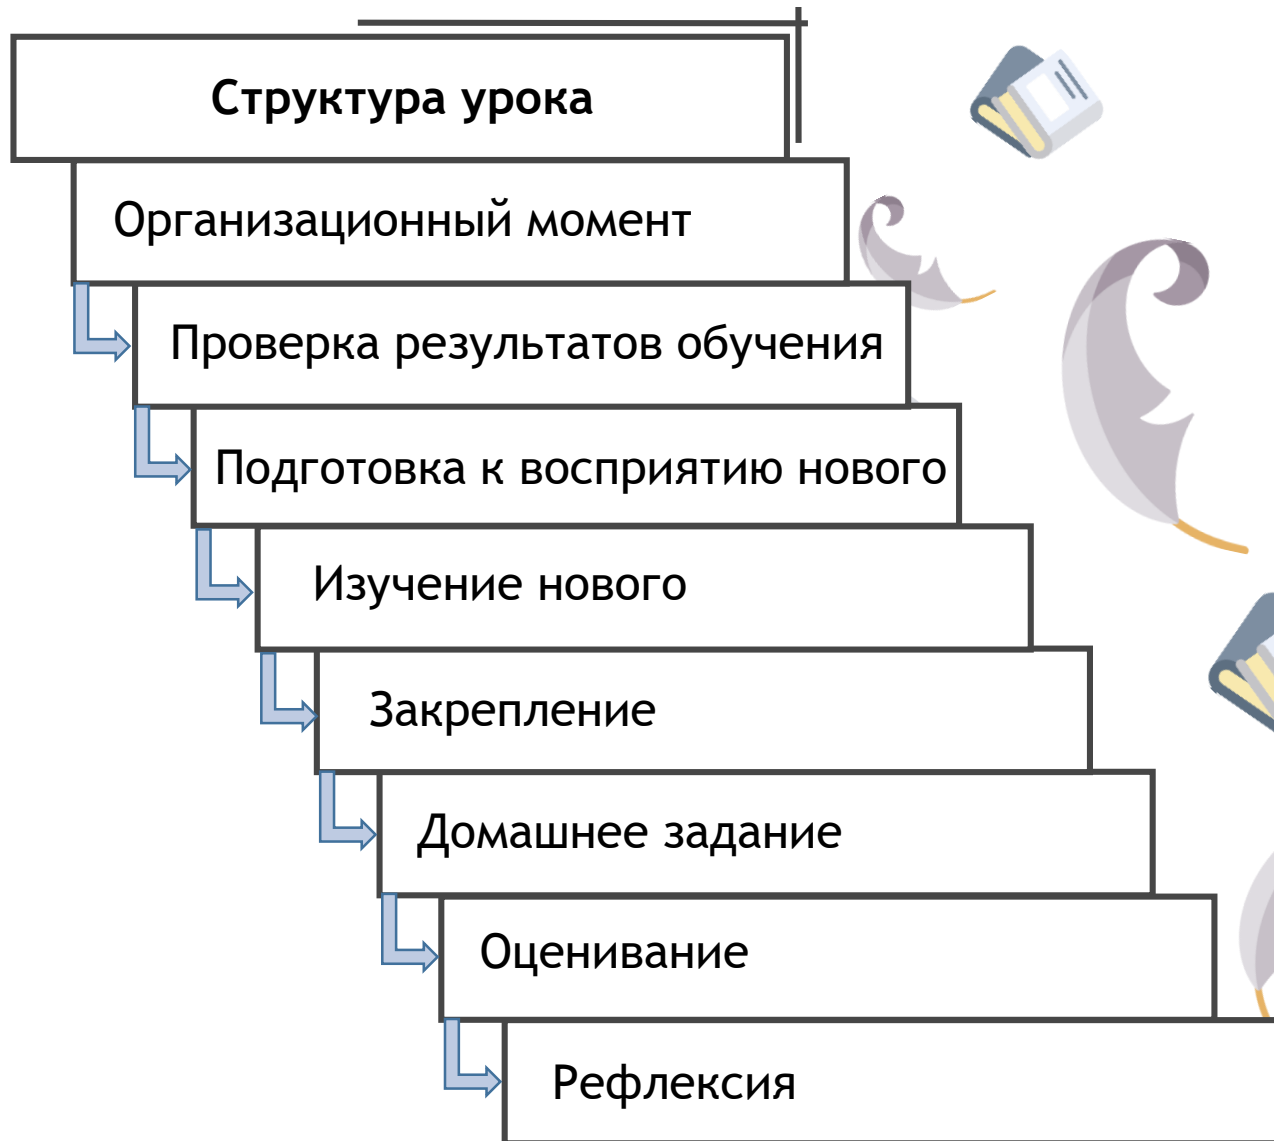 Структура урока
Организационный момент
Проверка результатов обучения
Подготовка к восприятию нового
Изучение нового
Закрепление
Домашнее задание
Оценивание
Рефлексия